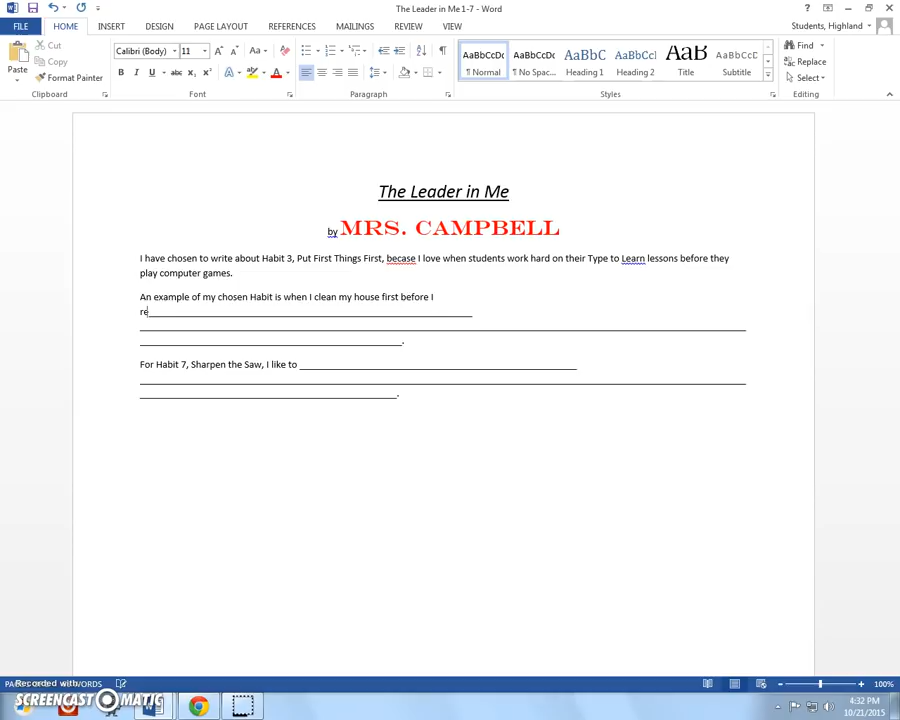 The Leader in Me 1-7 - Word
FILE HOME INSERT DESIGN PAGE LAYOUT REFERENCES MAILINGS REVIEW VIEW Students, Highland
Paste
Cut
Copy
Format Painter
Calibri (Body) 11
AaBbCcDc AaBbCcDc AaBbC AaBbCcl AaB AaBbCcD
¶ Normal ¶ No Spac... Heading 1 Heading 2 Title Subtitle
Find
Replace
Select
Clipboard Font Paragraph Styles Editing
The Leader in Me
by MRS. CAMPBELL
I have chosen to write about Habit 3, Put First Things First, becase I love when students work hard on their Type to Learn lessons before they
play computer games.
An example of my chosen Habit is when I clean my house first before I
re
For Habit 7, Sharpen the Saw, I like to
.
Recorded with
WORDS
100%
SCREENCAST MATIC
4:32 PM
10/21/2015